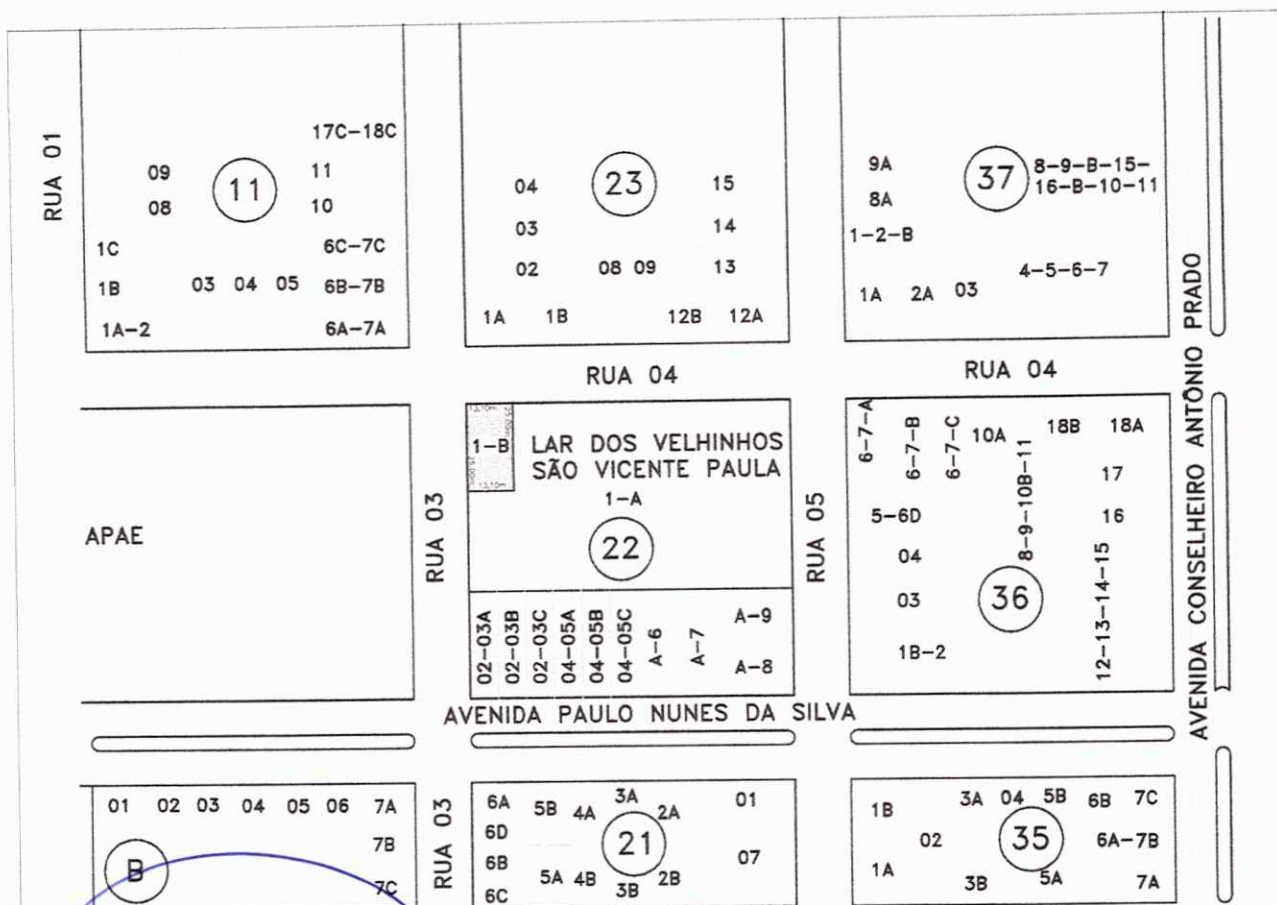 RUA 01
17C-18C
09
11
11
08
10
1C
6C-7C
1B
03 04 05
6B-7B
1A-2
6A-7A
04
23
15
03
14
02
08 09
13
1A 1B 12B 12A
9A
37
8-9-B-15-
16-B-10-11
8A
1-2-B
4-5-6-7
1A 2A 03
RUA 04
RUA 04
AVENIDA CONSELHEIRO ANTÔNIO PRADO
APAE
RUA 03
13,10m
1-B
13,10m
LAR DOS VELHINHOS
SÃO VICENTE PAULA
1-A
22
02-03A
02-03B
02-03C
04-05A
04-05B
04-05C
A-6
A-7
A-9
A-8
RUA 05
6-7-A
6-7-B
6-7-C
10A
8-9-10B-11
18B
18A
17
5-6D
16
04
03
36
12-13-14-15
1B-2
AVENIDA PAULO NUNES DA SILVA
01 02 03 04 05 06 7A
7B
B
7C
RUA 03
6A
5B
4A
3A
2A
01
6D
21
6B
07
5A
4B
3B
2B
6C
1B
3A
04
5B
6B
7C
02
35
6A-7B
1A
3B
5A
7A